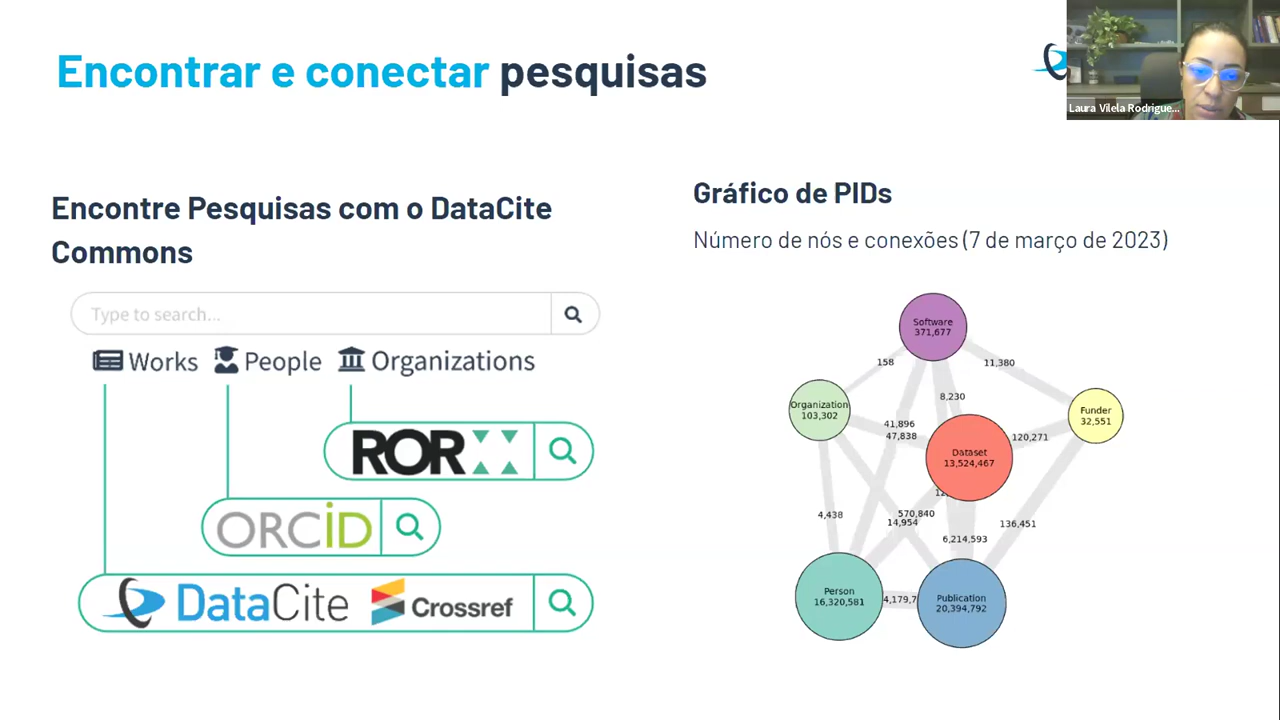 Encontrar e conectar pesquisas
Laura Vilela Rodrigue...
Encontre Pesquisas com o DataCite
Commons
Type to search...
Works People Organizations
ROR
ORCID
DataCite Crossref
Gráfico de PIDs
Número de nós e conexões (7 de março de 2023)
Software
371,677
158
11,380
Organization
103,302
8,230
Funder
32,551
41,896
47,838
120,271
Dataset
13,524,467
4,438
570,840
14,954
136,451
6,214,593
Person
16,320,581
4,179,7
Publication
20,394,792